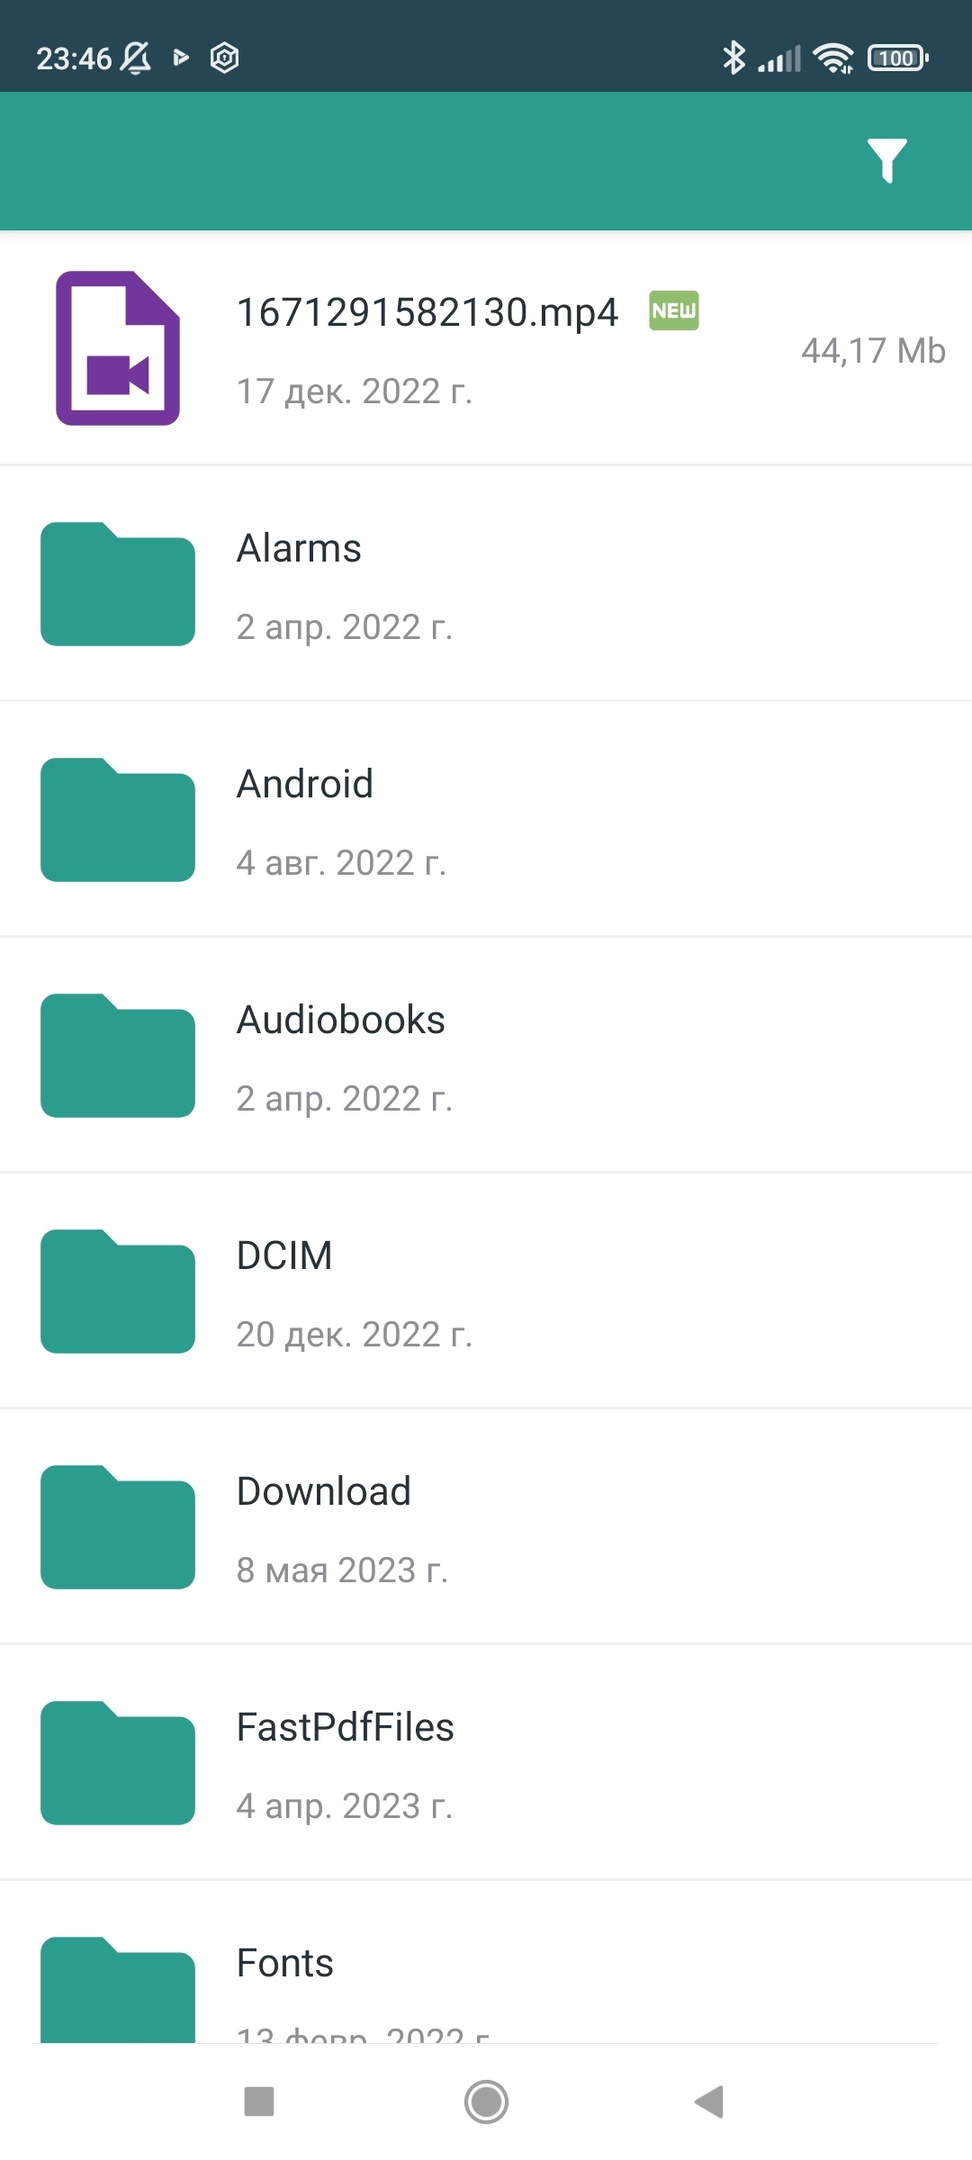 23:46
100
1671291582130.mp4 NEW
44,17 Mb
17 дек. 2022 г.
Alarms
2 апр. 2022 г.
Android
4 авг. 2022 г.
Audiobooks
2 апр. 2022 г.
DCIM
20 дек. 2022 г.
Download
8 мая 2023 г.
FastPdfFiles
4 апр. 2023 г.
Fonts
13 февр. 2022 г.